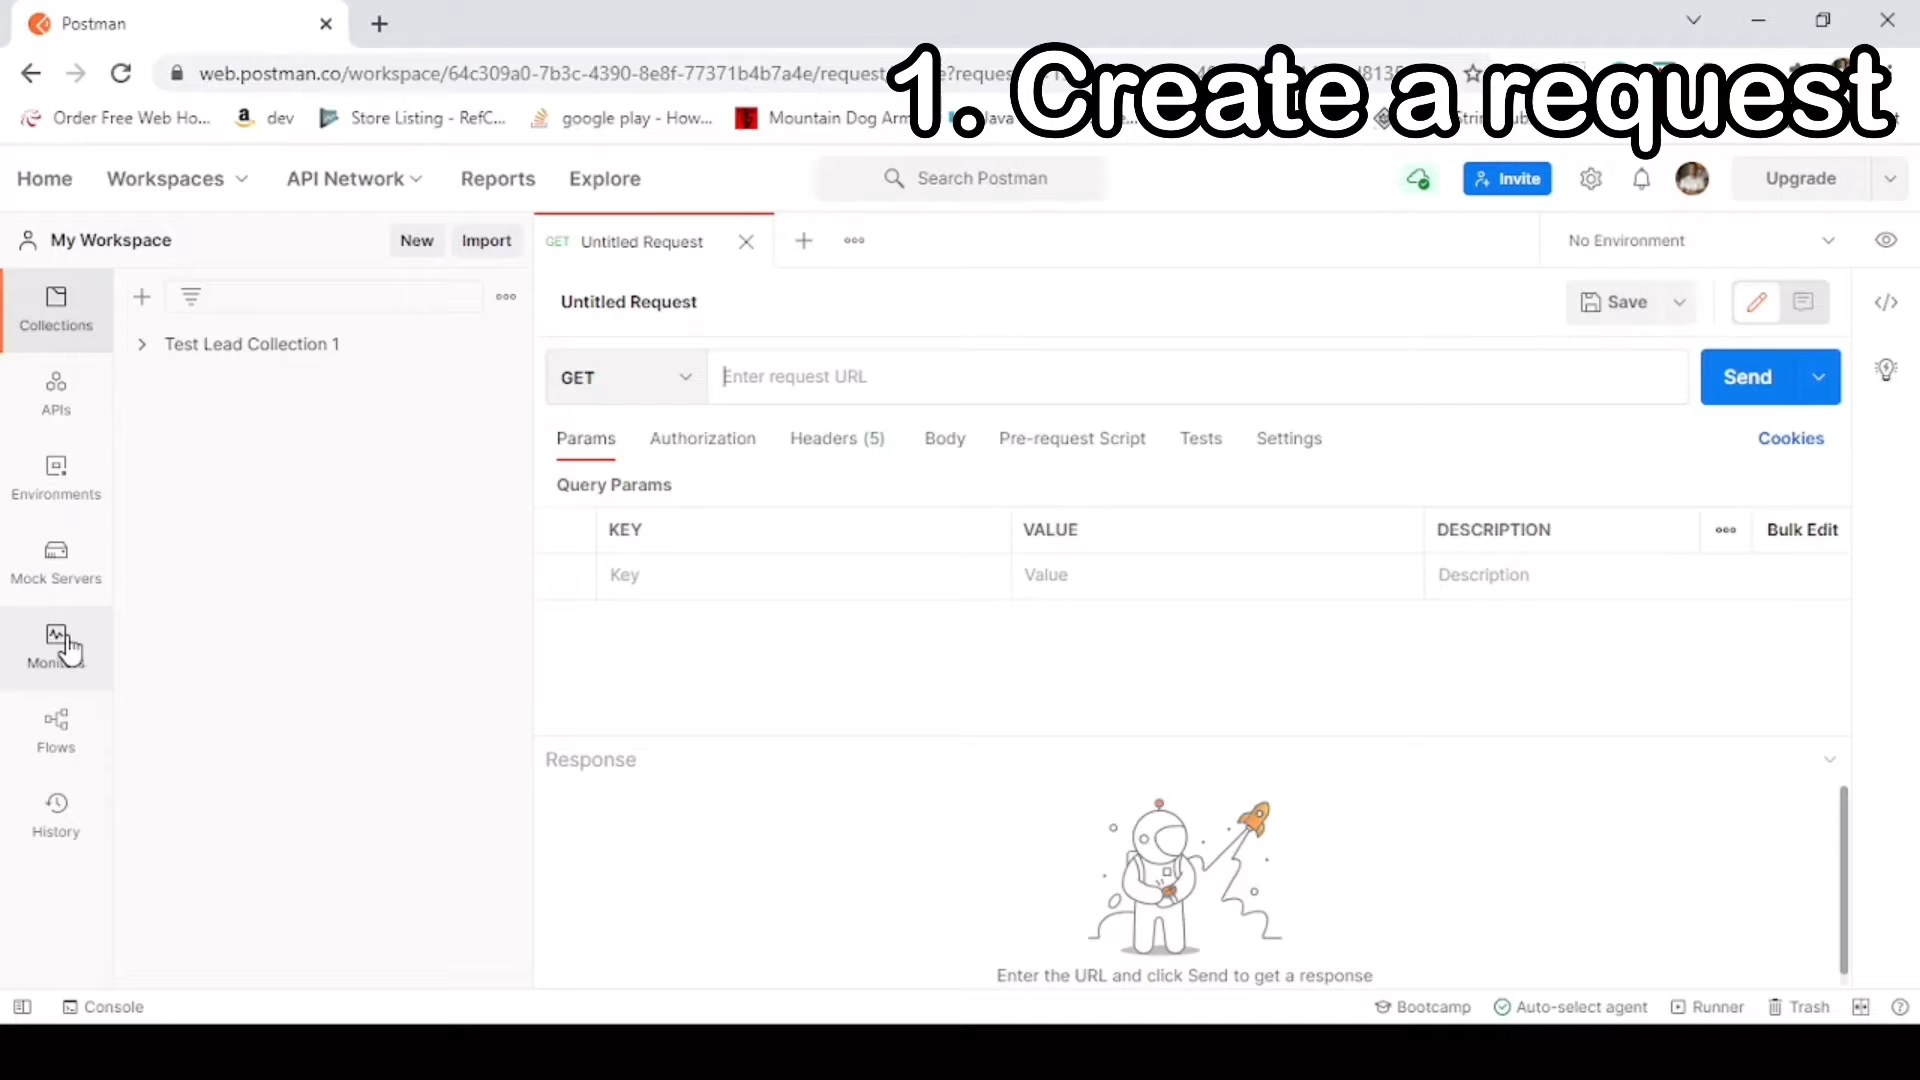 Postman
1. Create a request
web.postman.co/workspace/64c309a0-7b3c-4390-8e8f-77371b4b7a4e/request
Order Free Web Ho...
dev
Store Listing - RefC...
google play - How...
Mountain Dog Arm
Home
Workspaces
API Network
Reports
Explore
Search Postman
Invite
Upgrade
My Workspace
New
Import
GET Untitled Request
No Environment
Collections
Test Lead Collection 1
Untitled Request
Save
GET
Enter request URL
Send
APIs
Params
Authorization
Headers (5)
Body
Pre-request Script
Tests
Settings
Cookies
Environments
Query Params
KEY
VALUE
DESCRIPTION
Bulk Edit
Key
Value
Description
Mock Servers
Flows
Response
History
Enter the URL and click Send to get a response
Console
Bootcamp
Auto-select agent
Runner
Trash